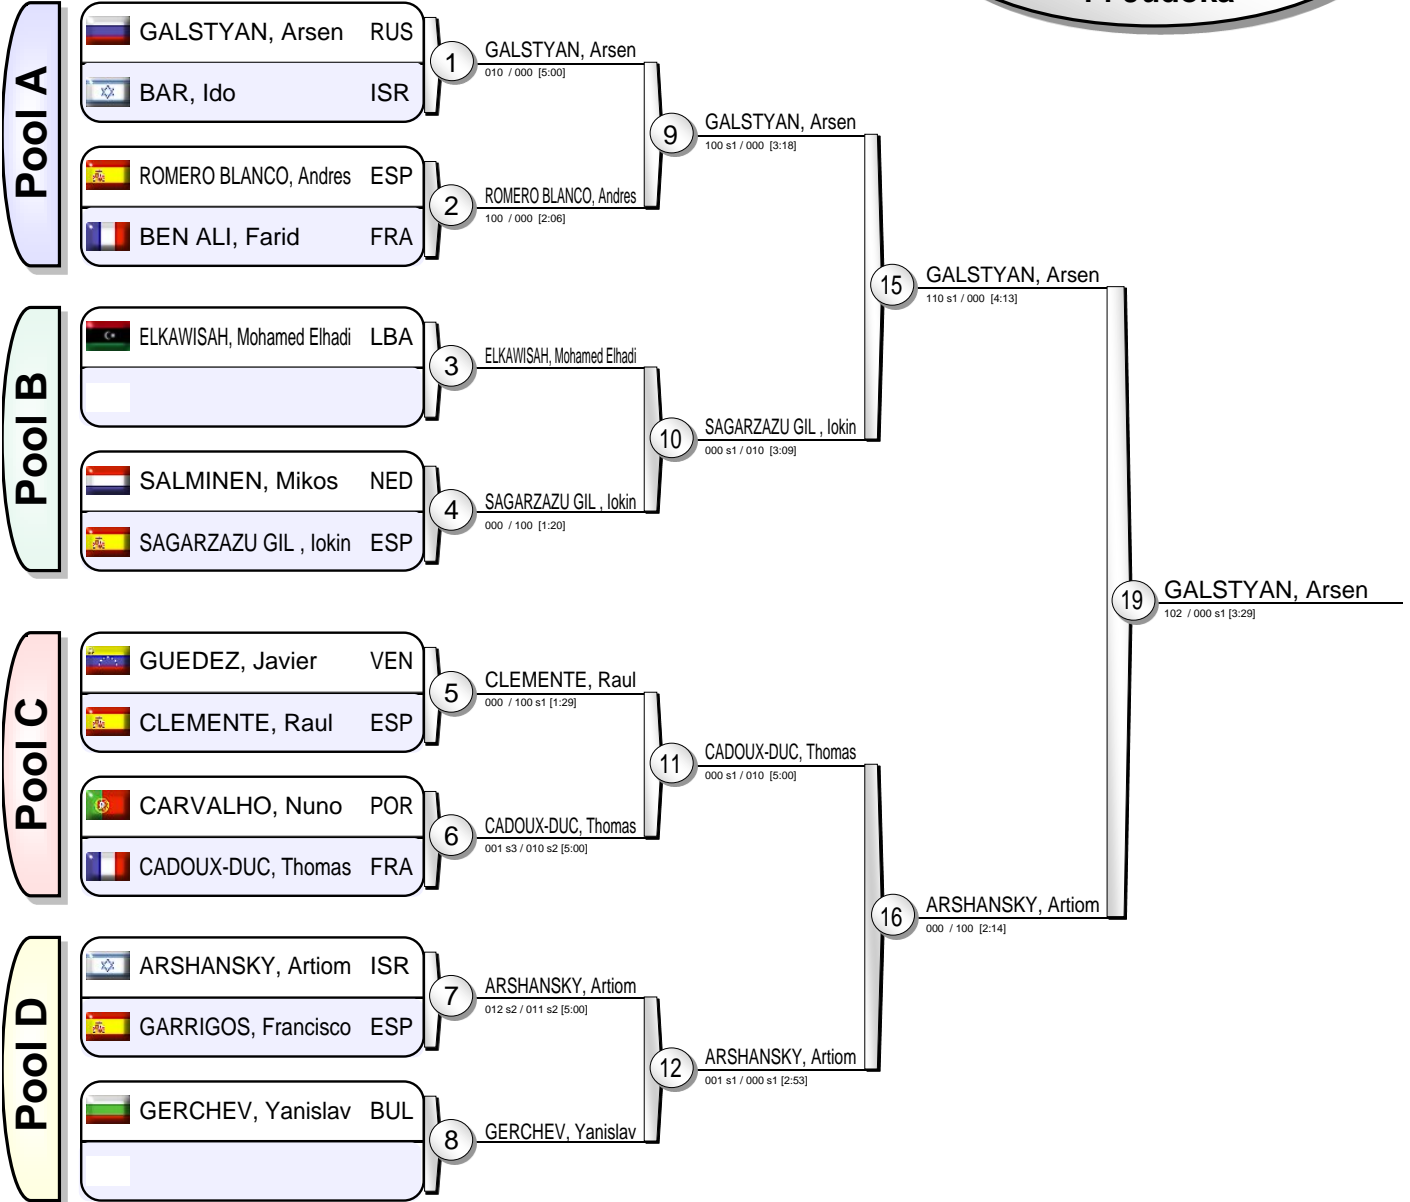 Pool A
GALSTYAN, Arsen RUS
BAR, Ido ISR
ROMERO BLANCO, Andres ESP
BEN ALI, Farid FRA
Pool B
ELKAWISAH, Mohamed Elhadi LBA
SALMINEN, Mikos NED
SAGARZAZU GIL , Iokin ESP
Pool C
GUEDEZ, Javier VEN
CLEMENTE, Raul ESP
CARVALHO, Nuno POR
CADOUX-DUC, Thomas FRA
Pool D
ARSHANSKY, Artiom ISR
GARRIGOS, Francisco ESP
GERCHEV, Yanislav BUL
1
GALSTYAN, Arsen
010 / 000 [5:00]
2
ROMERO BLANCO, Andres
100 / 000 [2:06]
3
ELKAWISAH, Mohamed Elhadi
4
SAGARZAZU GIL , Iokin
000 / 100 [1:20]
5
CLEMENTE, Raul
000 / 100 s1 [1:29]
6
CADOUX-DUC, Thomas
001 s3 / 010 s2 [5:00]
7
ARSHANSKY, Artiom
012 s2 / 011 s2 [5:00]
8
GERCHEV, Yanislav
9
GALSTYAN, Arsen
100 s1 / 000 [3:18]
10
SAGARZAZU GIL , Iokin
000 s1 / 010 [3:09]
11
CADOUX-DUC, Thomas
000 s1 / 010 [5:00]
12
ARSHANSKY, Artiom
001 s1 / 000 s1 [2:53]
15
GALSTYAN, Arsen
110 s1 / 000 [4:13]
16
ARSHANSKY, Artiom
000 / 100 [2:14]
19
GALSTYAN, Arsen
102 / 000 s1 [3:29]